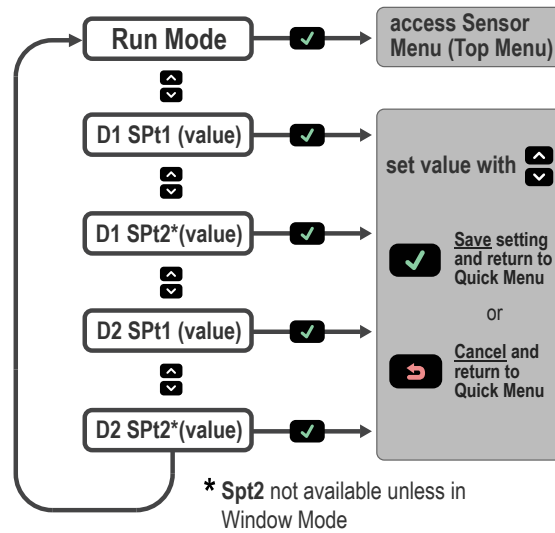 Run Mode
access Sensor
Menu (Top Menu)
D1 SPt1 (value)
set value with
D1 SPt2*(value)
Save setting
and return to
Quick Menu
D2 SPt1 (value)
or
Cancel and
return to
Quick Menu
D2 SPt2*(value)
* Spt2 not available unless in
Window Mode